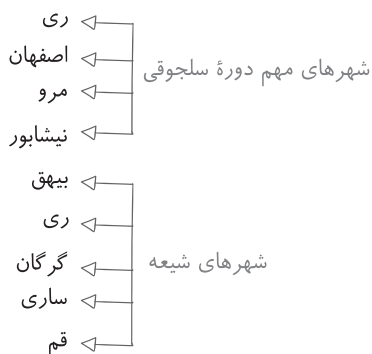 ری
اصفهان
شهرهای مهم دورهٔ سلجوقی
مرو
نیشابور
بیهق
ری
شهرهای شیعه
گرگان
ساری
قم